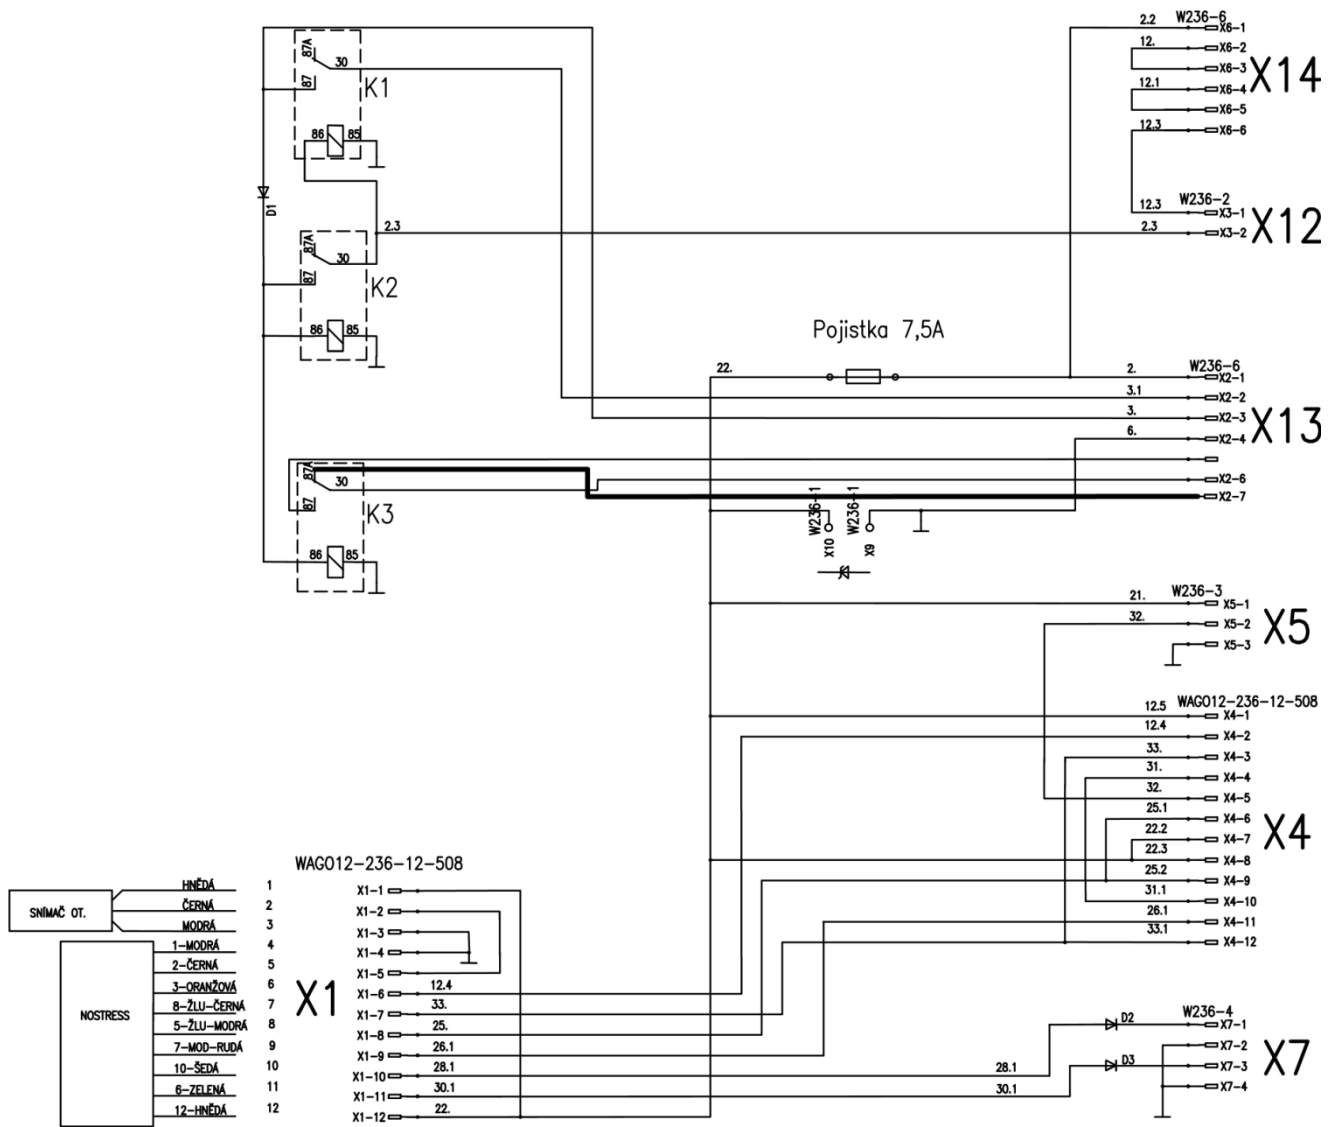 2.2 W236-6
X6-1
12. X6-2
X6-3
X14
12.1 X6-4
X6-5
12.3 X6-6
87A
30
87
K1
86 85
D1
W236-2
12.3 X3-1
2.3 2.3 X3-2
X12
87A
30
87
K2
86 85
Pojistka 7,5A
W236-6
22. 2. X2-1
3.1 X2-2
3. X2-3
6. X2-4
X13
X2-6
X2-7
87A
30
87
K3
86 85
W236-1 W236-1
X10 X9
W236-3
21. X5-1
32. X5-2
X5-3
X5
WAGO12-236-12-508
12.5 X4-1
12.4 X4-2
33. X4-3
31. X4-4
32. X4-5
25.1 X4-6
22.2 X4-7
22.3 X4-8
25.2 X4-9
31.1 X4-10
26.1 X4-11
33.1 X4-12
X4
WAGO12-236-12-508
SNÍMAČ OT.
HNĚDÁ 1 X1-1
ČERNÁ 2 X1-2
MODRÁ 3 X1-3
NOSTRESS
1-MODRÁ 4 X1-4
2-ČERNÁ 5 X1-5
3-ORANŽOVÁ 6 X1-6 12.4
8-ŽLU-ČERNÁ 7 X1-7 33.
5-ŽLU-MODRÁ 8 X1-8 25.
7-MOD-RUDÁ 9 X1-9 26.1
10-ŠEDÁ 10 X1-10 28.1 28.1
6-ZELENÁ 11 X1-11 30.1 30.1
12-HNĚDÁ 12 X1-12 22.
X1
W236-4
D2 X7-1
X7-2
D3 X7-3
X7-4
X7